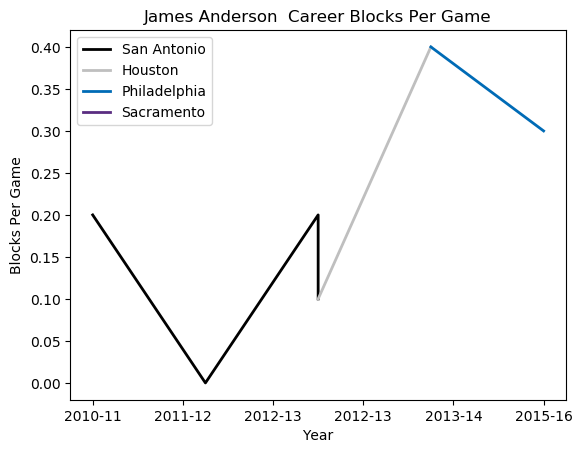 James Anderson  Career Blocks Per Game
San Antonio
Houston
Philadelphia
Sacramento
Blocks Per Game
0.40
0.35
0.30
0.25
0.20
0.15
0.10
0.05
0.00
2010-11 2011-12 2012-13 2012-13 2013-14 2015-16
Year